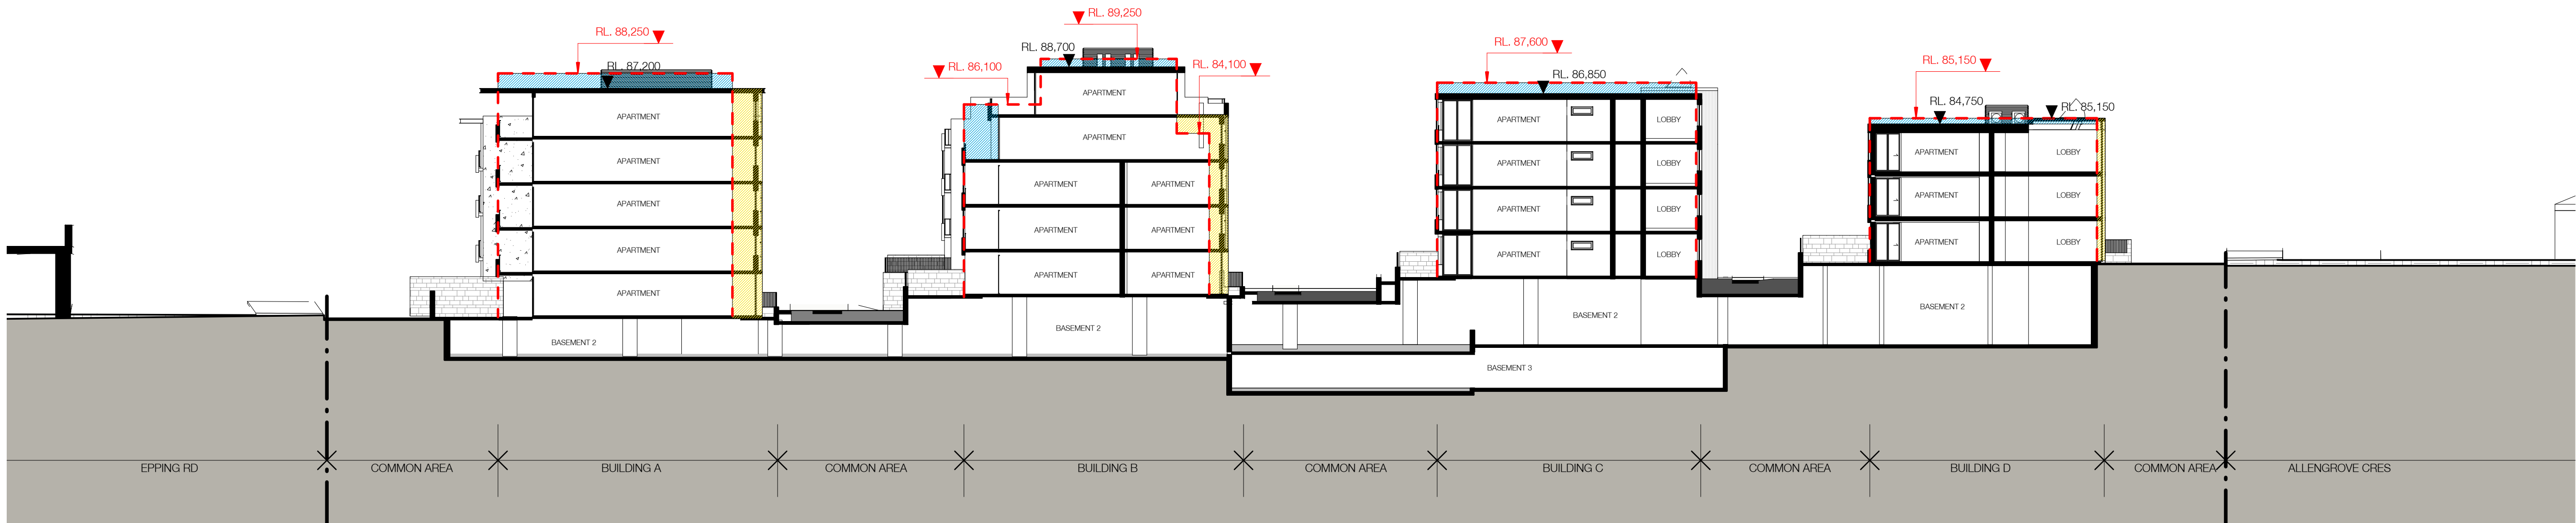 RL. 88,250
RL. 87,200
RL. 89,250
RL. 88,700
RL. 86,100
RL. 84,100
RL. 87,600
RL. 86,850
RL. 85,150
RL. 84,750
RL. 85,150
APARTMENT
APARTMENT
APARTMENT
APARTMENT
APARTMENT
BASEMENT 2
APARTMENT
APARTMENT
APARTMENT APARTMENT
APARTMENT APARTMENT
APARTMENT APARTMENT
BASEMENT 2
APARTMENT LOBBY
APARTMENT LOBBY
APARTMENT LOBBY
APARTMENT LOBBY
BASEMENT 2
BASEMENT 3
APARTMENT LOBBY
APARTMENT LOBBY
APARTMENT LOBBY
BASEMENT 2
EPPING RD COMMON AREA BUILDING A COMMON AREA BUILDING B COMMON AREA BUILDING C COMMON AREA BUILDING D COMMON AREA ALLENGROVE CRES